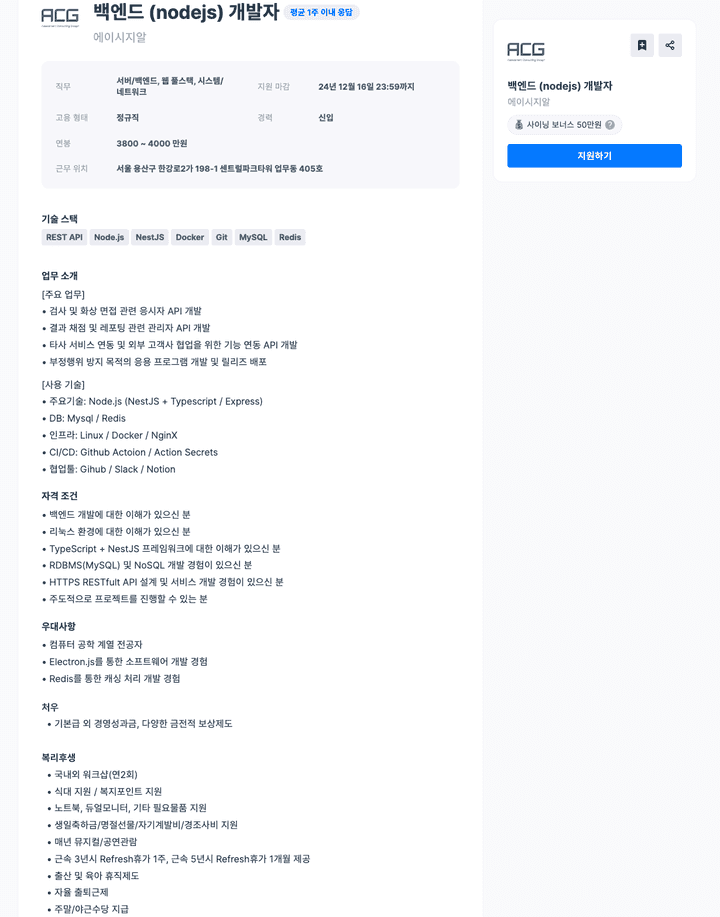 ACG
백엔드 (nodejs) 개발자 평균 1주 이내 응답
에이시지알
직무 서버/백엔드, 웹 풀스택, 시스템/네트워크 지원 마감 24년 12월 16일 23:59까지
고용 형태 정규직 경력 신입
연봉 3800 ~ 4000 만원
근무 위치 서울 용산구 한강로2가 198-1 센트럴파크타워 업무동 405호
기술 스택
REST API Node.js NestJS Docker Git MySQL Redis
업무 소개
[주요 업무]
• 검사 및 화상 면접 관련 응시자 API 개발
• 결과 채점 및 레포팅 관련 관리자 API 개발
• 타사 서비스 연동 및 외부 고객사 협업을 위한 기능 연동 API 개발
• 부정행위 방지 목적의 응용 프로그램 개발 및 릴리즈 배포
[사용 기술]
• 주요기술: Node.js (NestJS + Typescript / Express)
• DB: Mysql / Redis
• 인프라: Linux / Docker / NginX
• CI/CD: Github Actoion / Action Secrets
• 협업툴: Gihub / Slack / Notion
자격 조건
• 백엔드 개발에 대한 이해가 있으신 분
• 리눅스 환경에 대한 이해가 있으신 분
• TypeScript + NestJS 프레임워크에 대한 이해가 있으신 분
• RDBMS(MySQL) 및 NoSQL 개발 경험이 있으신 분
• HTTPS RESTfult API 설계 및 서비스 개발 경험이 있으신 분
• 주도적으로 프로젝트를 진행할 수 있는 분
우대사항
• 컴퓨터 공학 계열 전공자
• Electron.js를 통한 소프트웨어 개발 경험
• Redis를 통한 캐싱 처리 개발 경험
처우
• 기본급 외 경영성과금, 다양한 금전적 보상제도
복리후생
• 국내외 워크샵(연2회)
• 식대 지원 / 복지포인트 지원
• 노트북, 듀얼모니터, 기타 필요물품 지원
• 생일축하금/명절선물/자기계발비/경조사비 지원
• 매년 뮤지컬/공연관람
• 근속 3년시 Refresh휴가 1주, 근속 5년시 Refresh휴가 1개월 제공
• 출산 및 육아 휴직제도
• 자율 출퇴근제
• 주말/야근수당 지급
ACG
백엔드 (nodejs) 개발자
에이시지알
사이닝 보너스 50만원 ?
지원하기